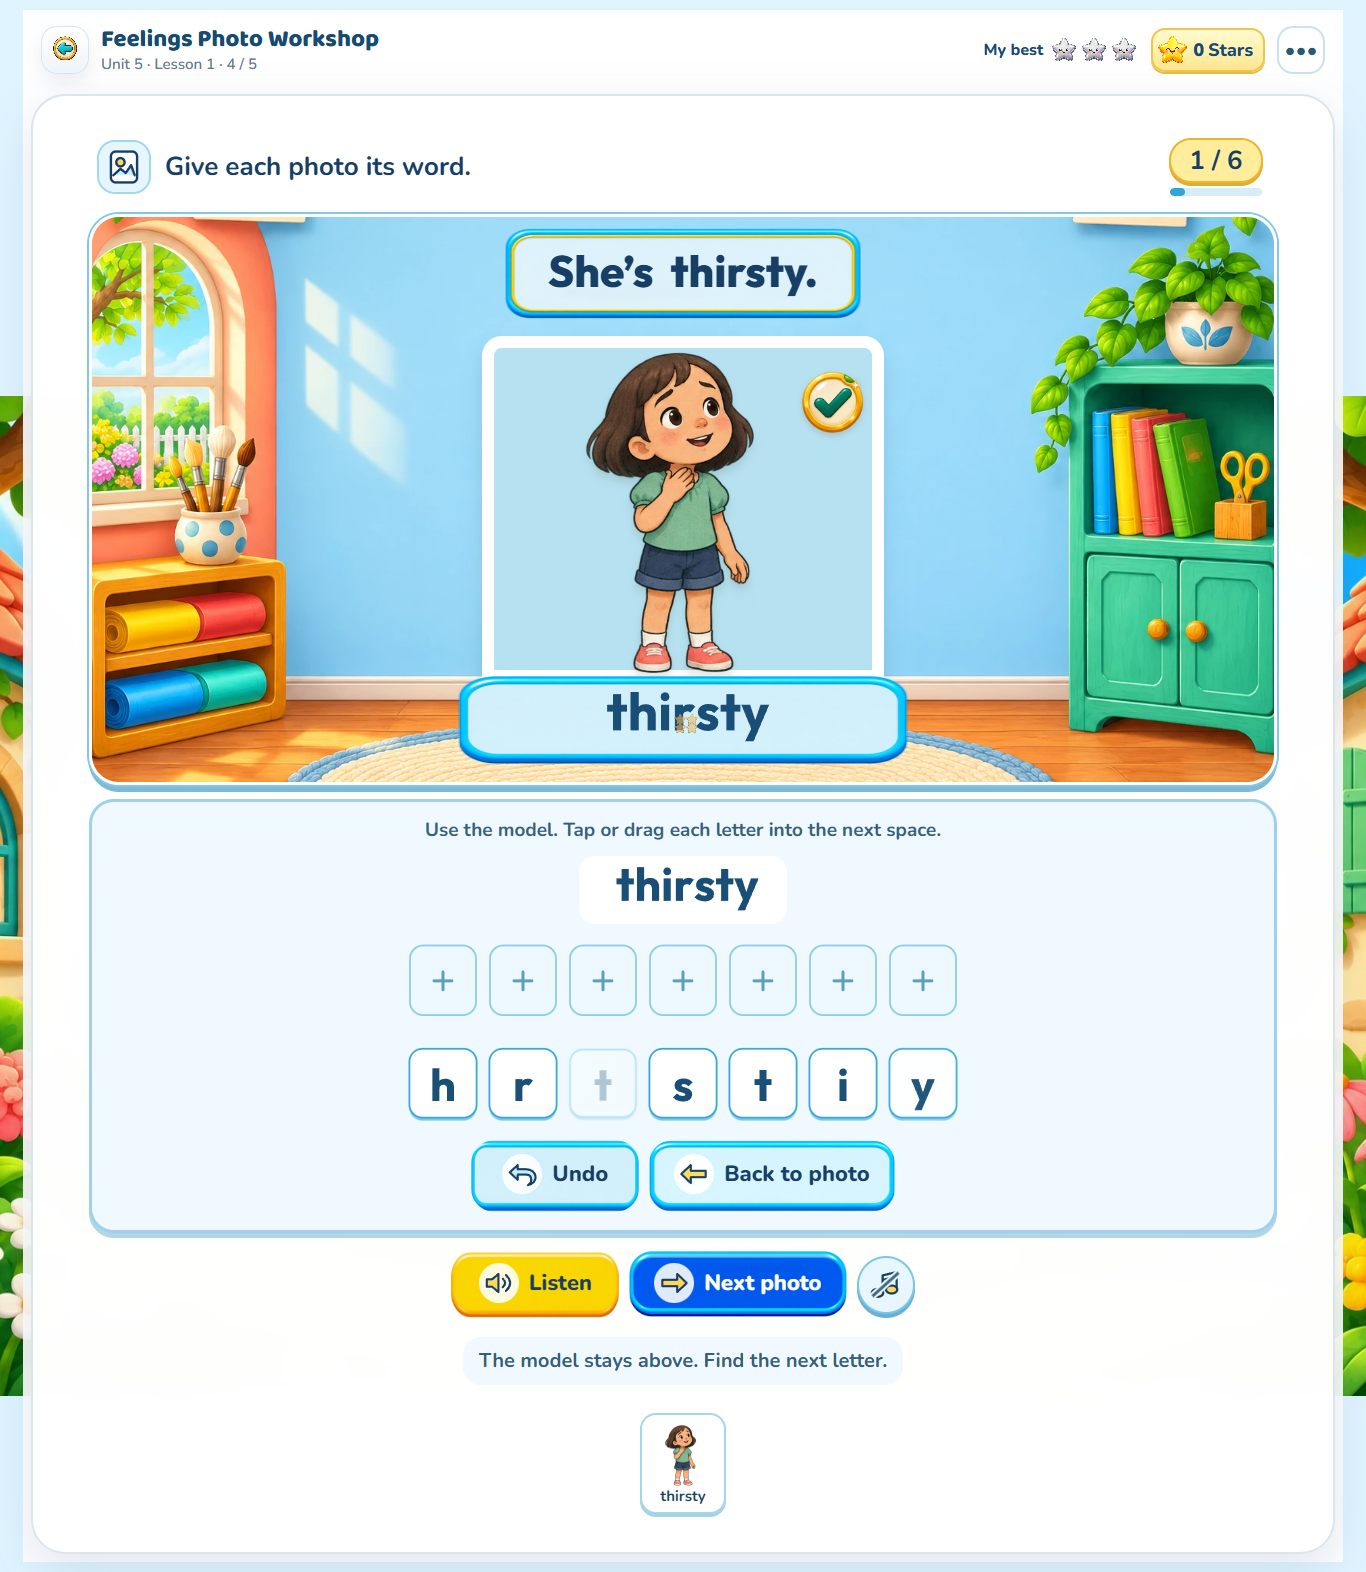 Feelings Photo Workshop
Unit 5 · Lesson 1 · 4 / 5
My best
0 Stars
Give each photo its word.
1 / 6
She's thirsty.
thirsty
Use the model. Tap or drag each letter into the next space.
thirsty
+ + + + + + +
h r t s t i y
Undo
Back to photo
Listen
Next photo
The model stays above. Find the next letter.
thirsty